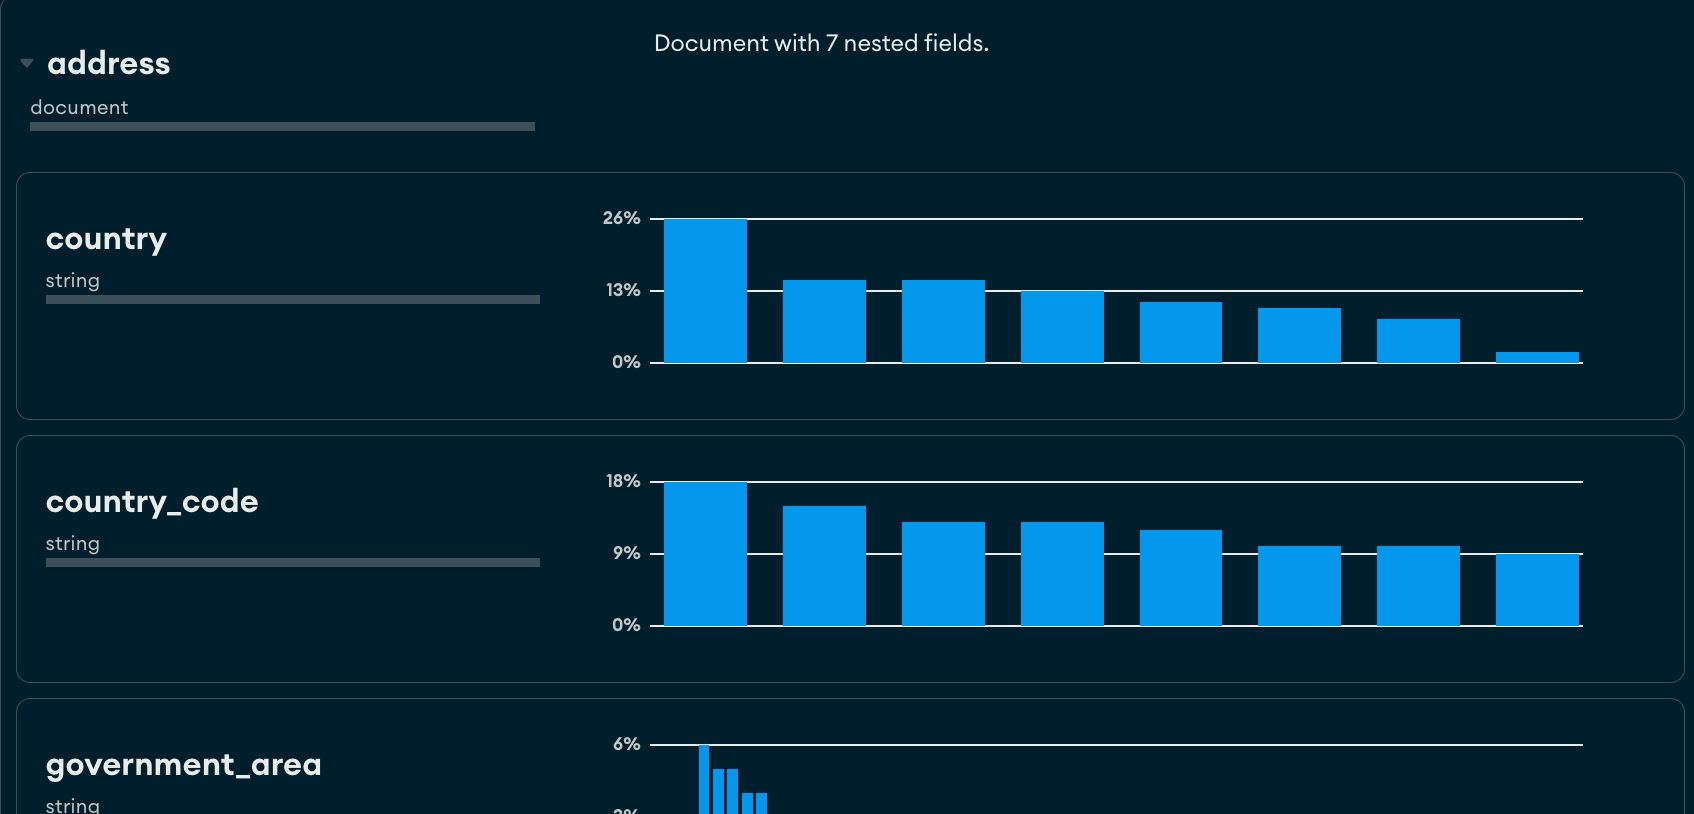 Document with 7 nested fields.
address
document
26%
country
string
13%
0%
18%
country_code
string
9%
0%
6%
government_area
string